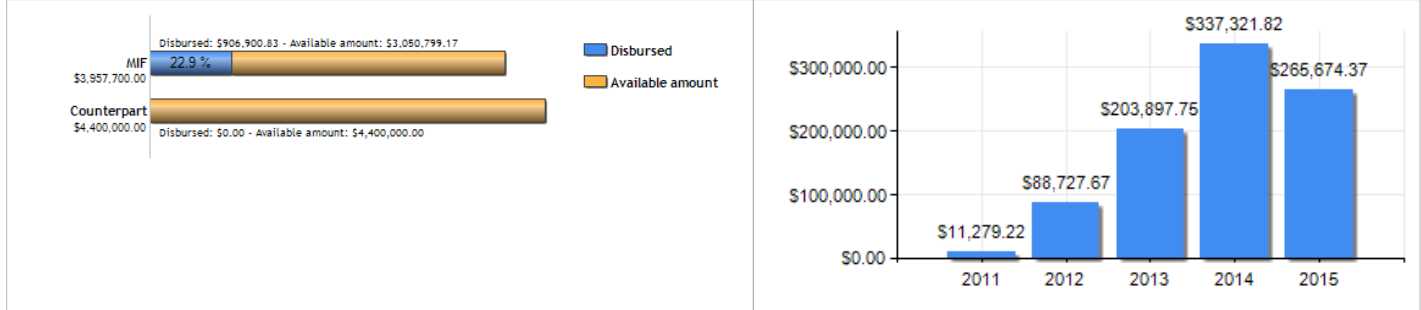 Disbursed: $906,900.83 - Available amount: $3,050,799.17
MIF
$3,957,700.00
22.9 %
Counterpart
$4,400,000.00
Disbursed: $0.00 - Available amount: $4,400,000.00
Disbursed
Available amount
$337,321.82
$300,000.00
$265,674.37
$203,897.75
$200,000.00
$88,727.67
$100,000.00
$11,279.22
$0.00
2011 2012 2013 2014 2015